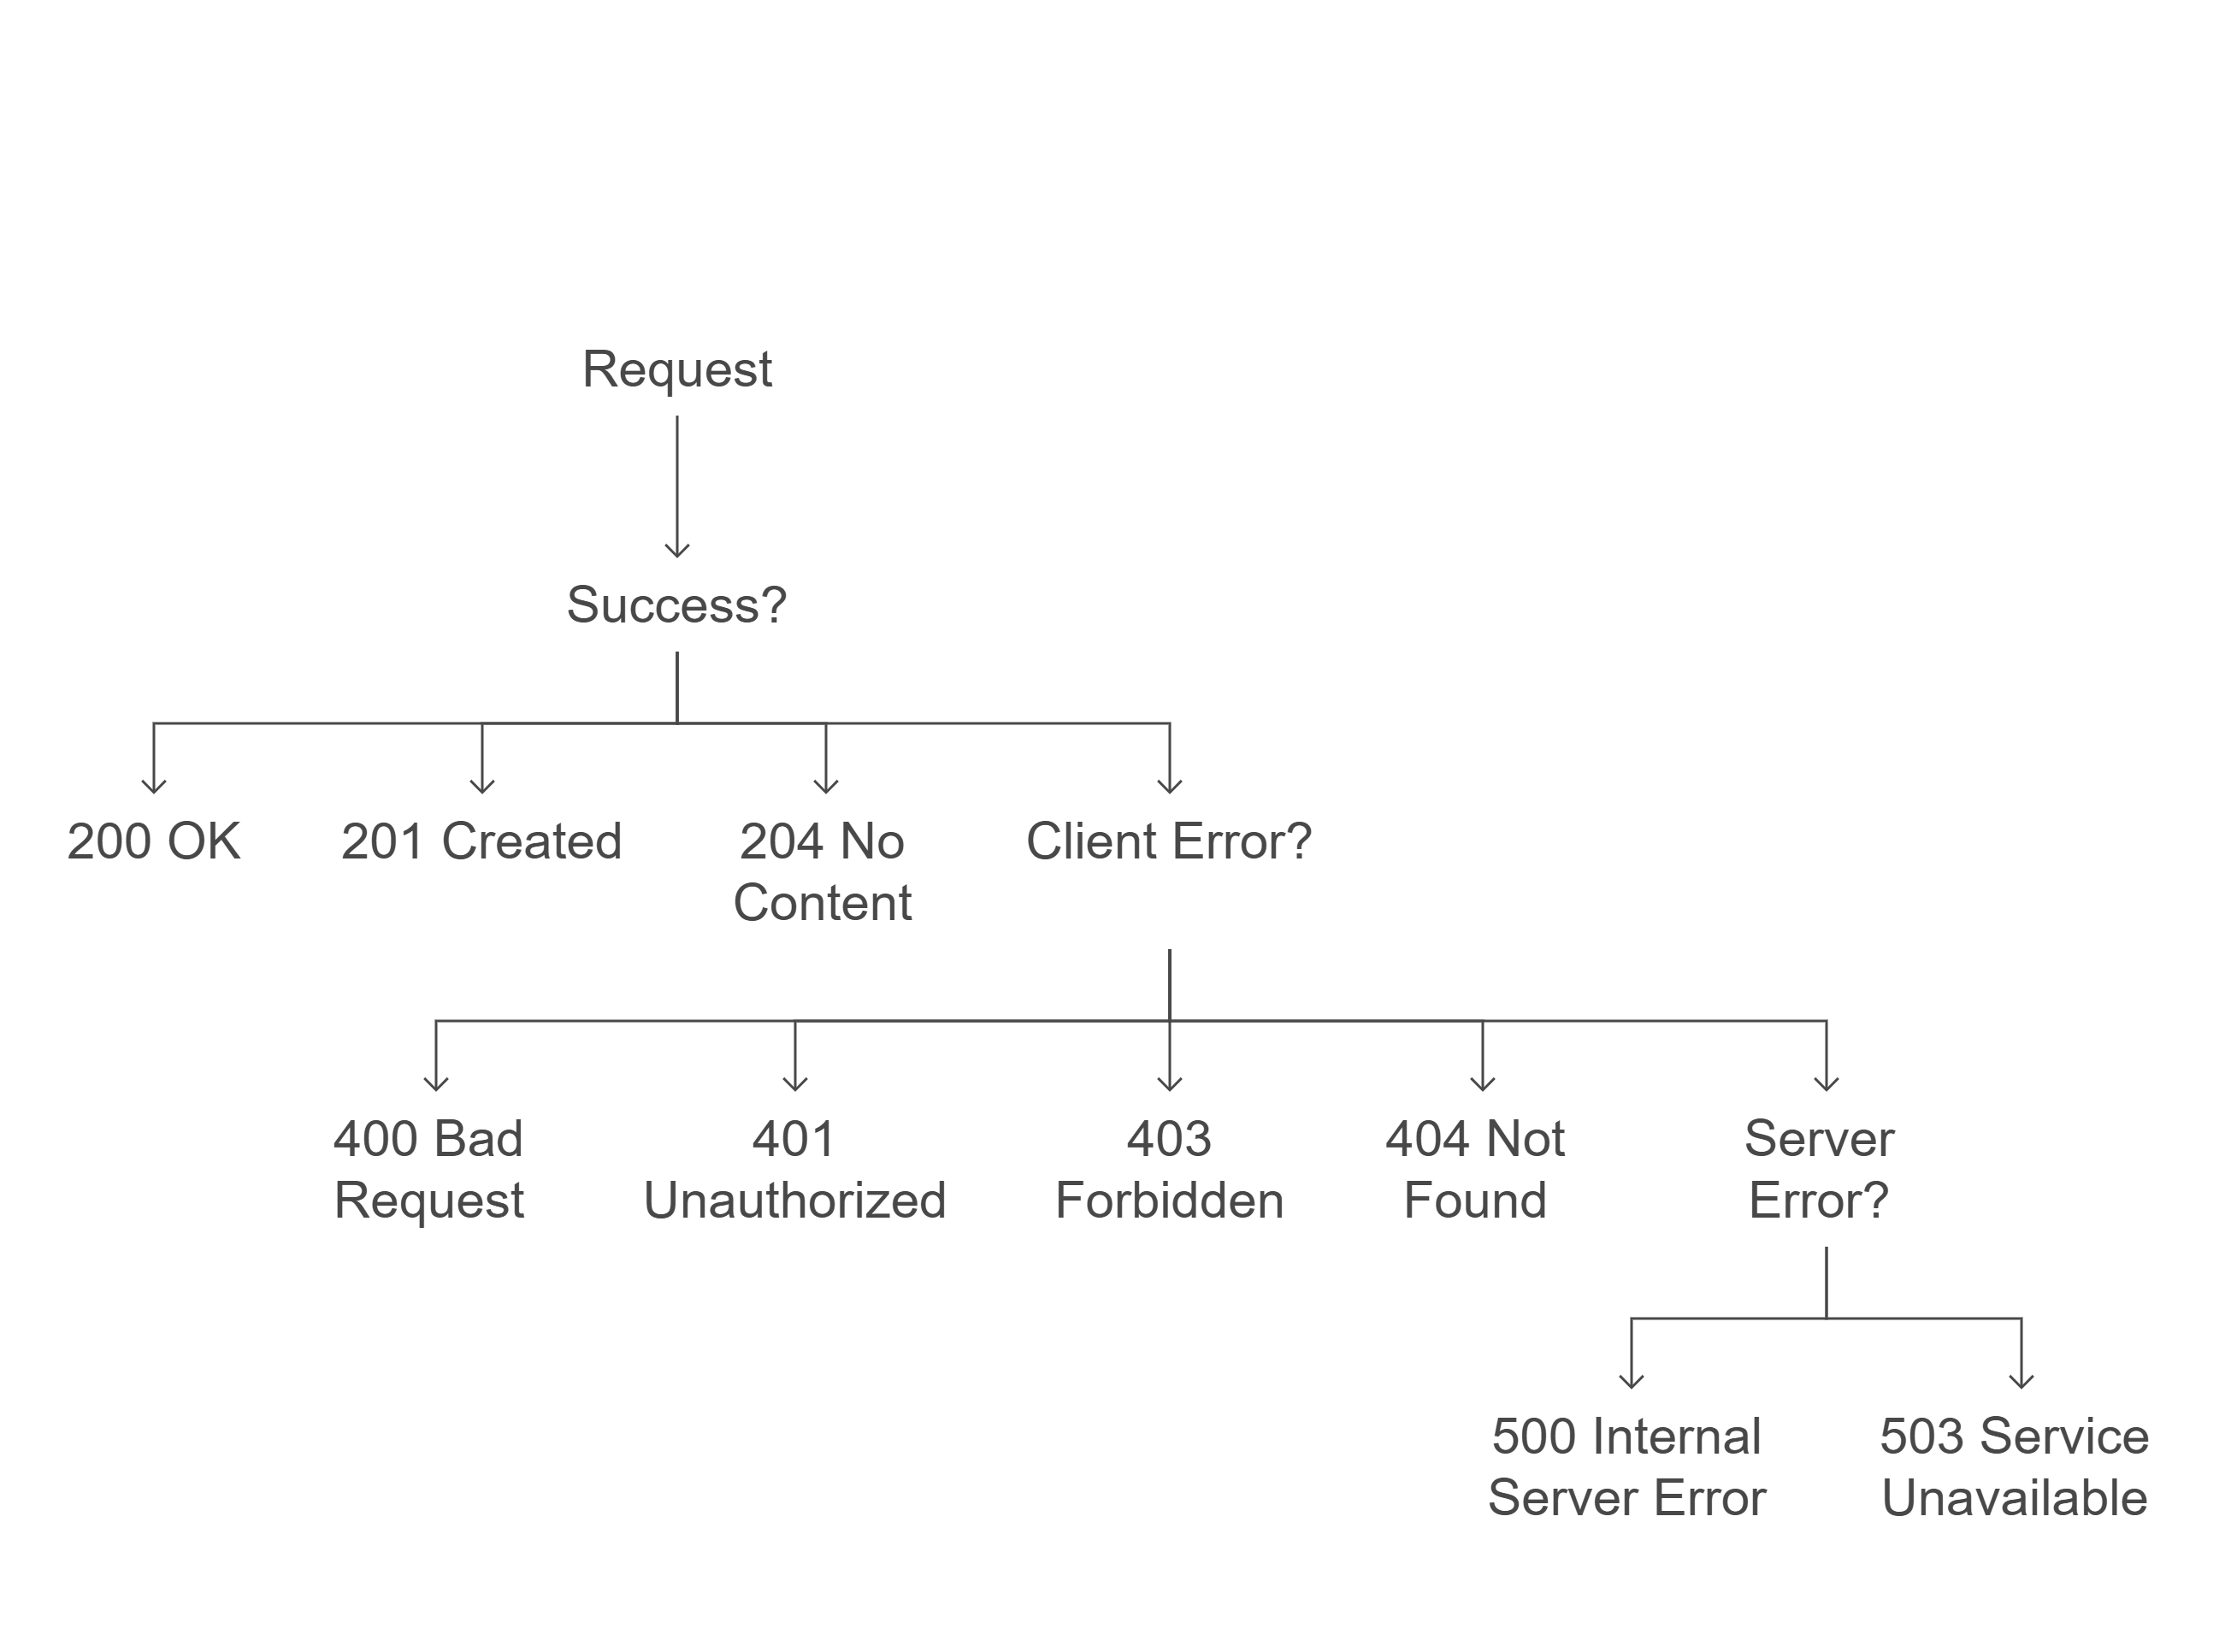 Request
Success?
200 OK
201 Created
204 No
Content
Client Error?
400 Bad
Request
401
Unauthorized
403
Forbidden
404 Not
Found
Server
Error?
500 Internal
Server Error
503 Service
Unavailable